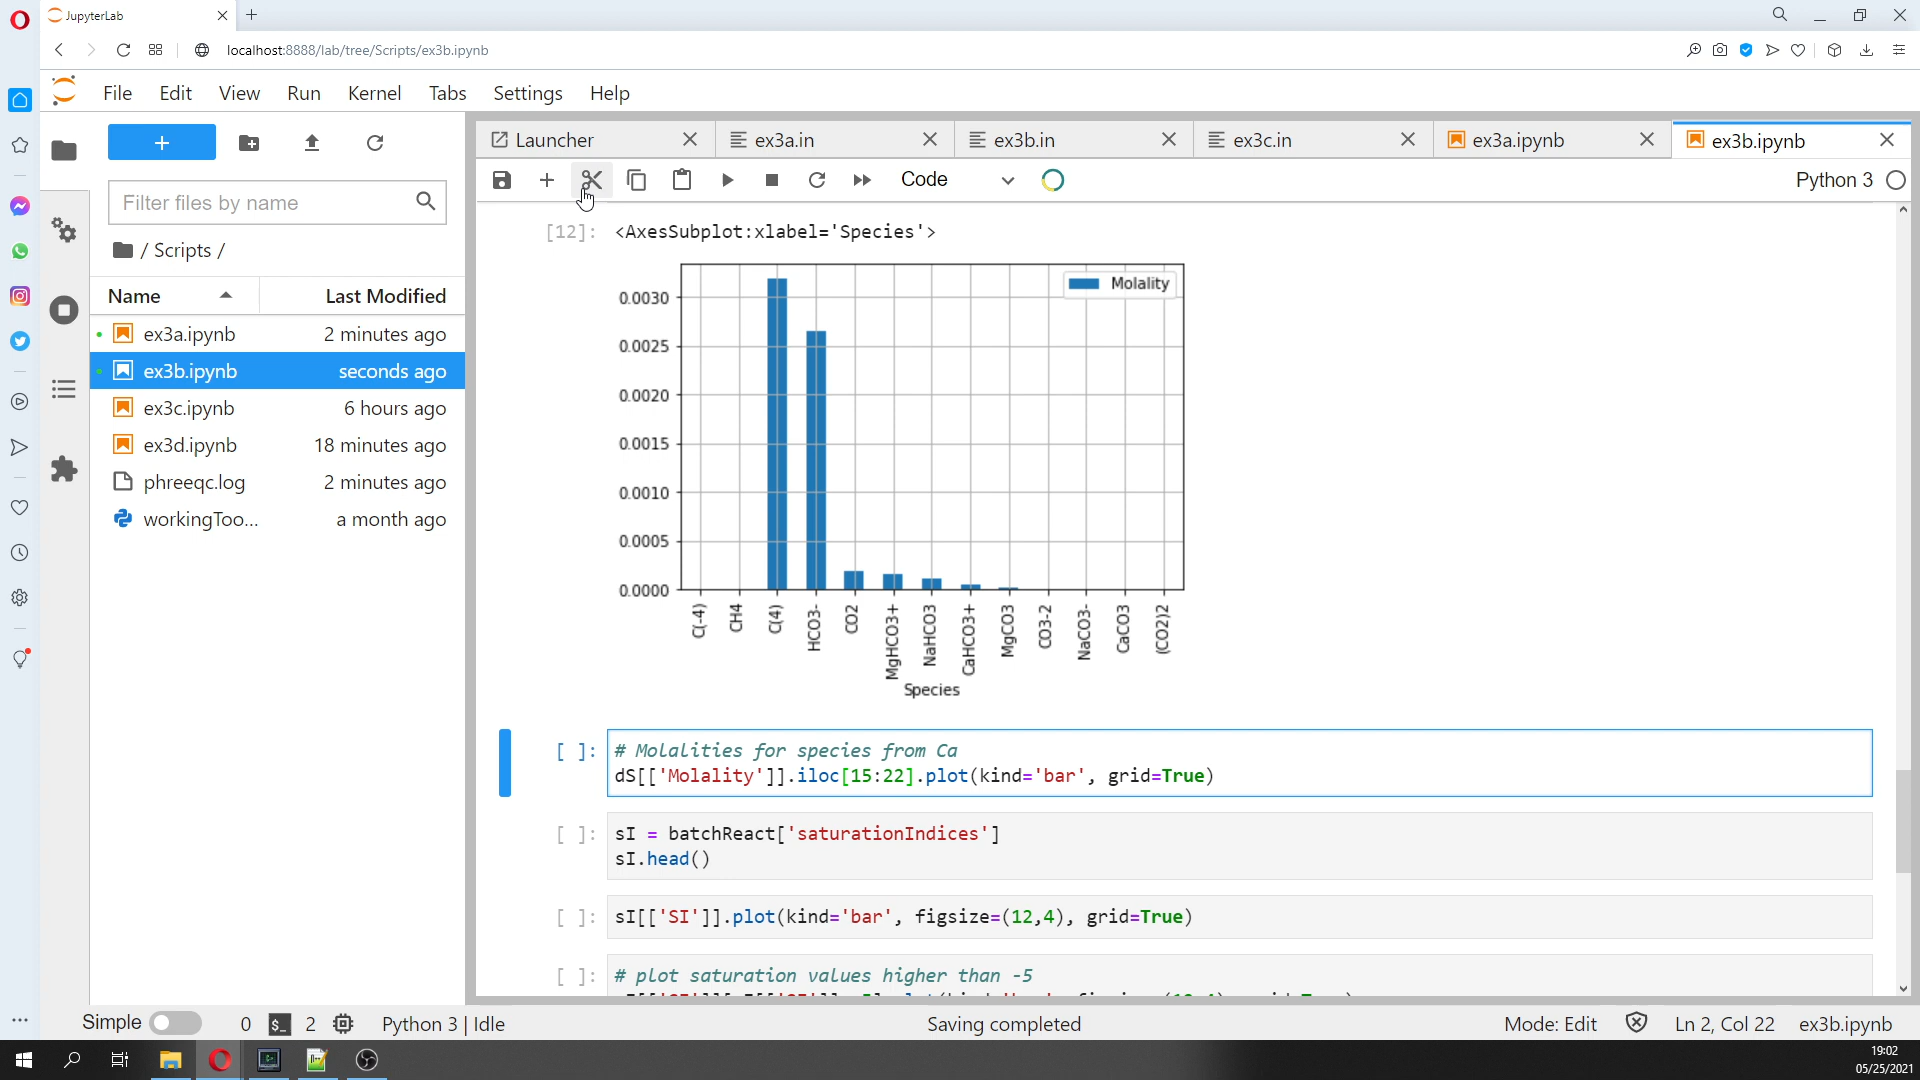 JupyterLab
localhost:8888/lab/tree/Scripts/ex3b.ipynb
File Edit View Run Kernel Tabs Settings Help
Launcher ex3a.in ex3b.in ex3c.in ex3a.ipynb ex3b.ipynb
Code
Python 3
Filter files by name
/ Scripts /
Name Last Modified
ex3a.ipynb 2 minutes ago
ex3b.ipynb seconds ago
ex3c.ipynb 6 hours ago
ex3d.ipynb 18 minutes ago
phreeqc.log 2 minutes ago
workingToo... a month ago
[12]: <AxesSubplot:xlabel='Species'>
Molality
0.0030
0.0025
0.0020
0.0015
0.0010
0.0005
0.0000
C(-4) CH4 C(4) HCO3- CO2 MgHCO3+ NaHCO3 CaHCO3+ MgCO3 CO3-2 NaCO3- CaCO3 (CO2)2
Species
[ ]: # Molalities for species from Ca
dS[['Molality']].iloc[15:22].plot(kind='bar', grid=True)
[ ]: sI = batchReact['saturationIndices']
sI.head()
[ ]: sI[['SI']].plot(kind='bar', figsize=(12,4), grid=True)
[ ]: # plot saturation values higher than -5
Simple 0 $_ 2 Python 3 | Idle Saving completed Mode: Edit Ln 2, Col 22 ex3b.ipynb
19:02
05/25/2021